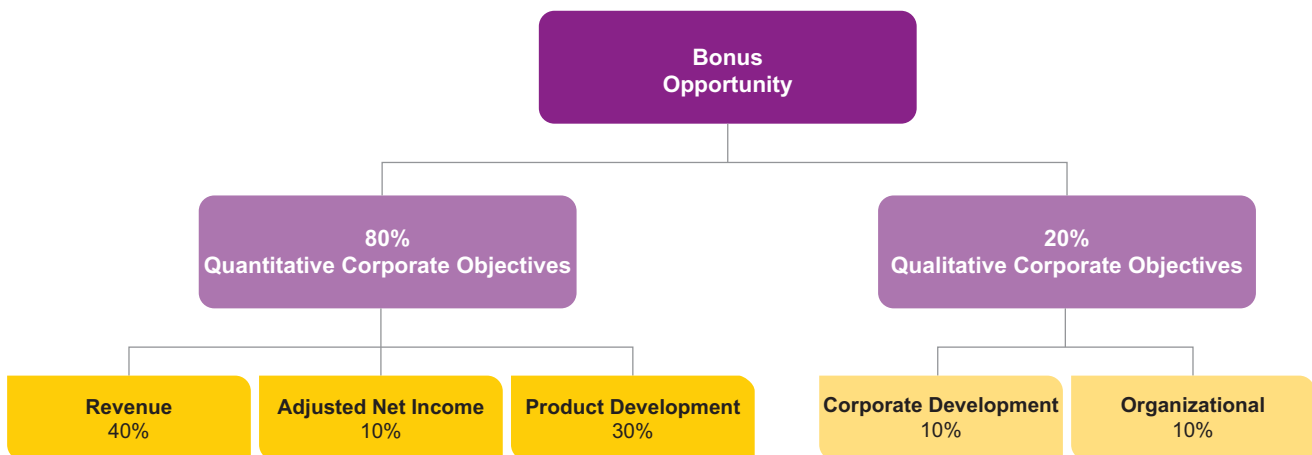 Bonus
Opportunity
80%
Quantitative Corporate Objectives
20%
Qualitative Corporate Objectives
Revenue
40%
Adjusted Net Income
10%
Product Development
30%
Corporate Development
10%
Organizational
10%